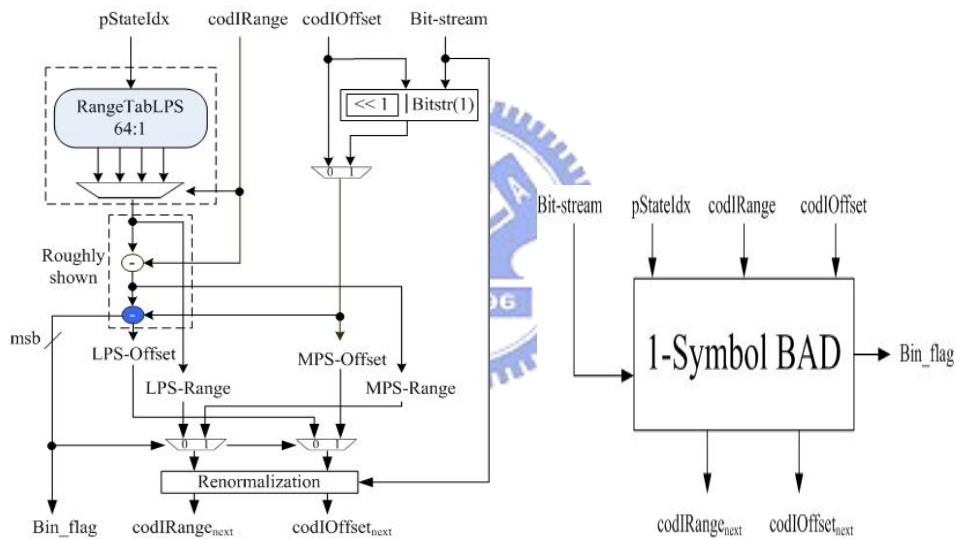 pStateIdx codIRange codIOffset Bit-stream
RangeTabLPS
64:1
<< 1 | Bitstr(1)
0 1
Roughly
shown
-
-
msb
LPS-Offset
MPS-Offset
LPS-Range
MPS-Range
0 1
0 1
Renormalization
Bin_flag
codIRangenext
codIOffsetnext
Bit-stream
pStateIdx codIRange codIOffset
1-Symbol BAD
Bin_flag
codIRangenext
codIOffsetnext
LA
96